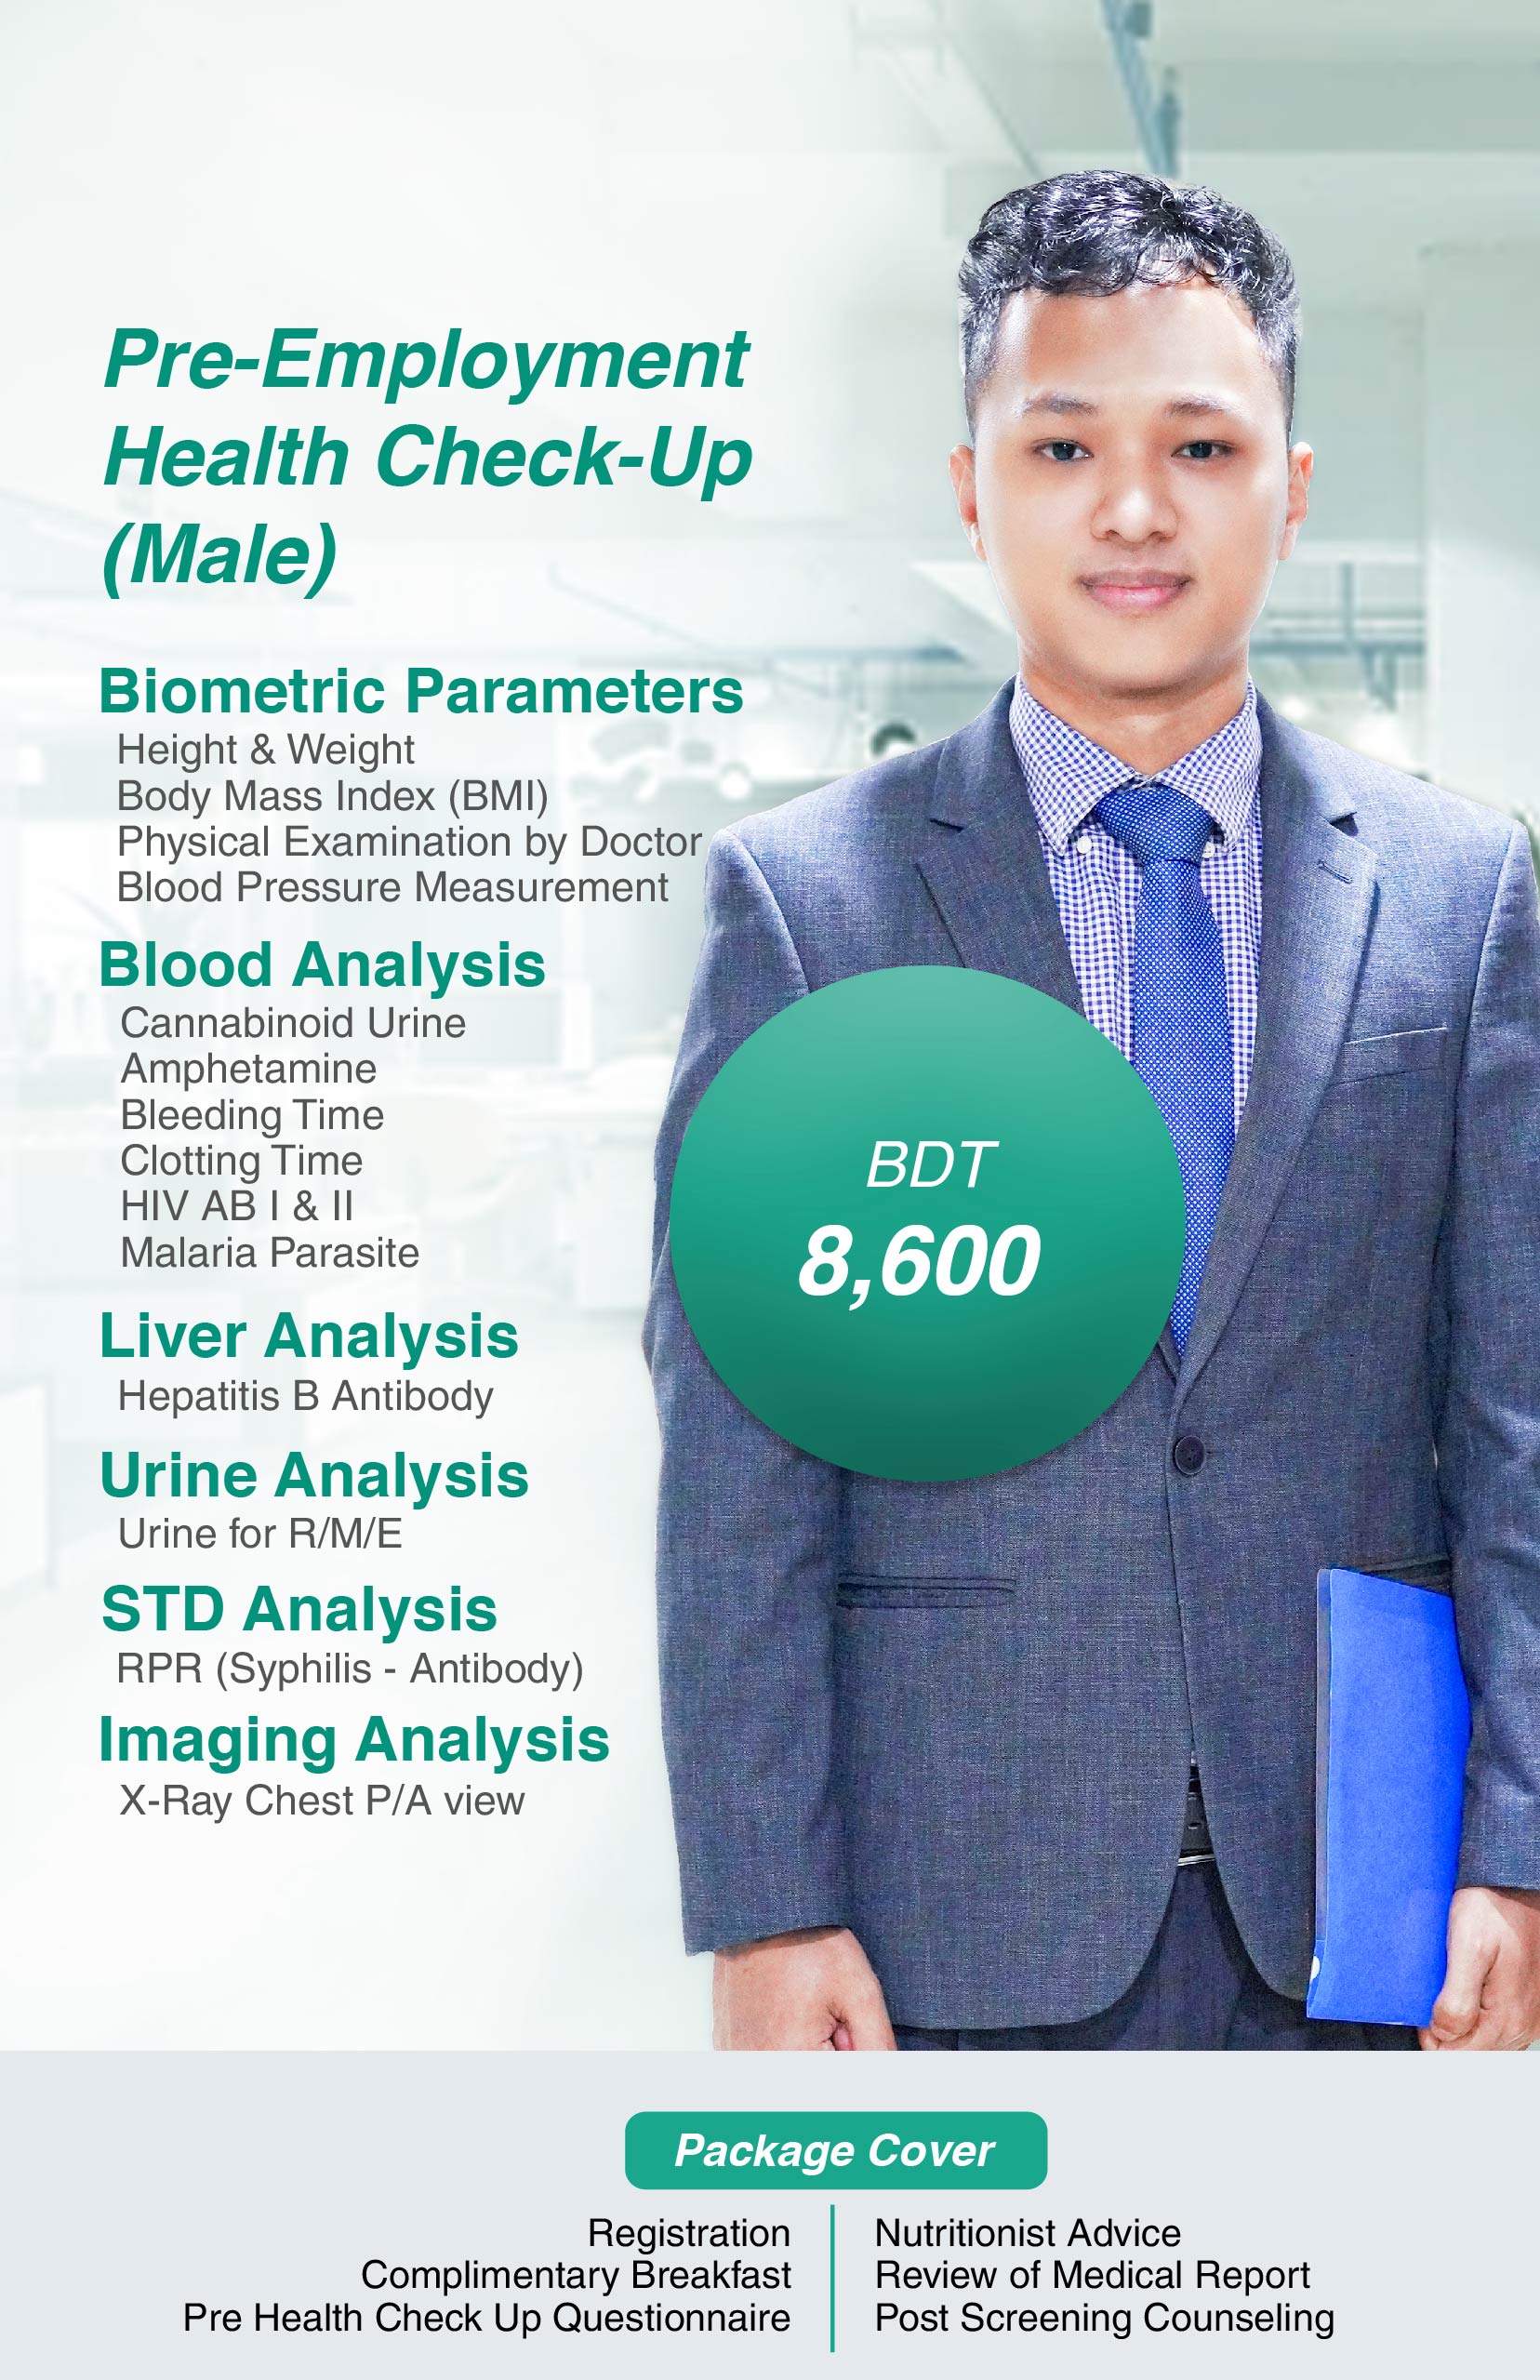 Pre-Employment
Health Check-Up
(Male)
Biometric Parameters
Height & Weight
Body Mass Index (BMI)
Physical Examination by Doctor
Blood Pressure Measurement
Blood Analysis
Cannabinoid Urine
Amphetamine
Bleeding Time
Clotting Time
HIV AB I & II
Malaria Parasite
Liver Analysis
Hepatitis B Antibody
Urine Analysis
Urine for R/M/E
STD Analysis
RPR (Syphilis - Antibody)
Imaging Analysis
X-Ray Chest P/A view
BDT
8,600
Package Cover
Registration
Complimentary Breakfast
Pre Health Check Up Questionnaire
Nutritionist Advice
Review of Medical Report
Post Screening Counseling